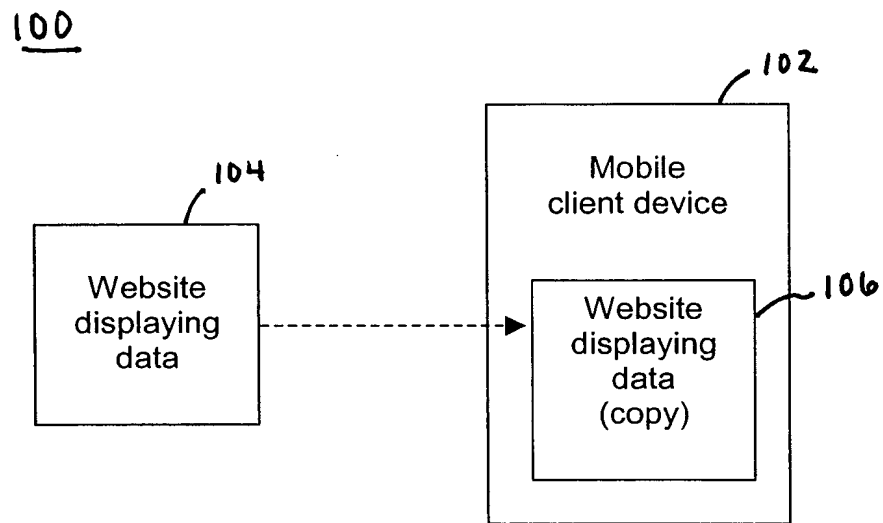 100
102
Mobile
client device
104
Website
displaying
data
106
Website
displaying
data
(copy)